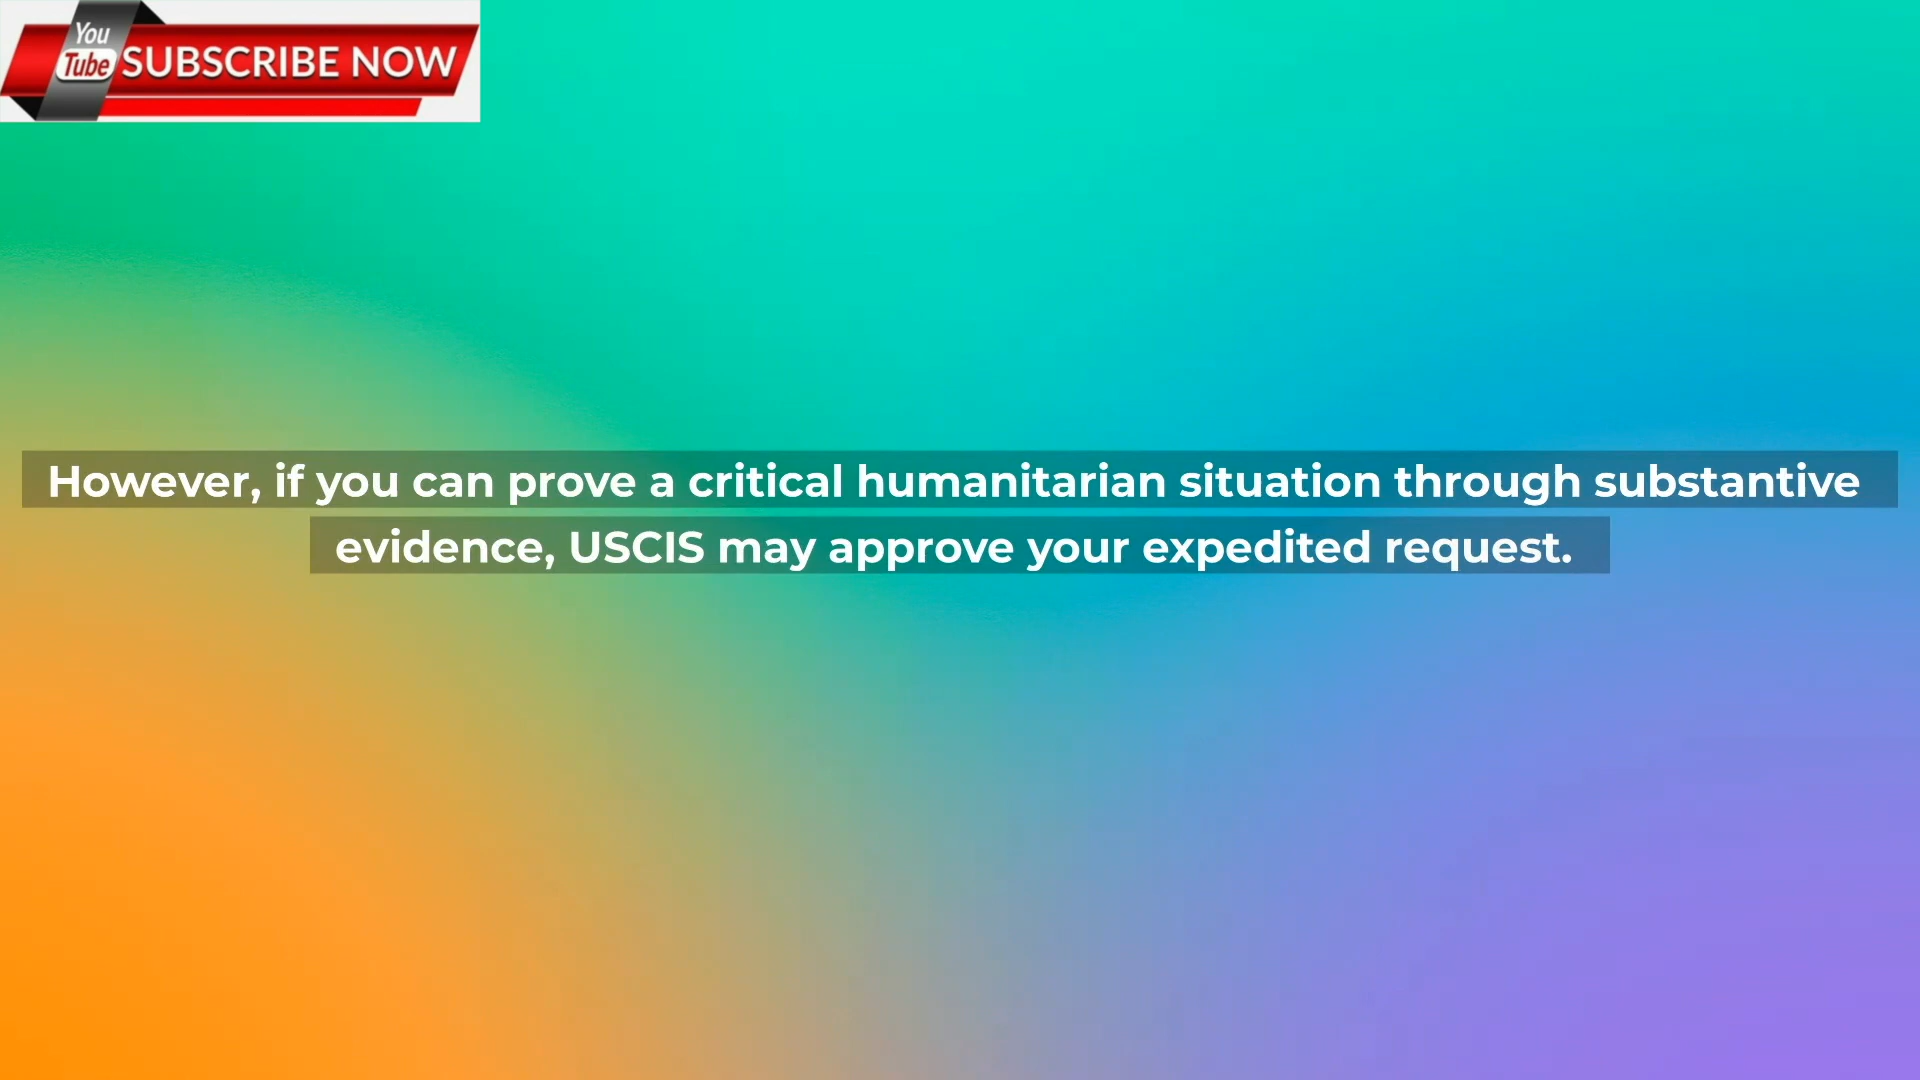 You
Tube
SUBSCRIBE NOW
However, if you can prove a critical humanitarian situation through substantive
evidence, USCIS may approve your expedited request.